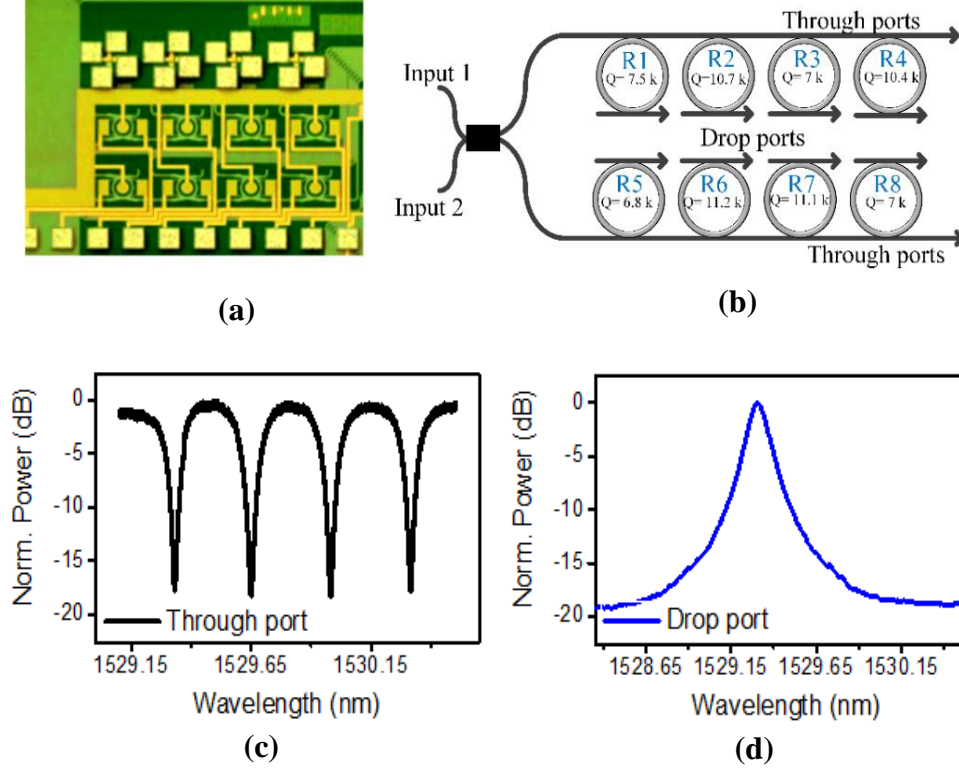 Through ports
Input 1
R1 R2 R3 R4
Q= 7.5 k Q=10.7 k Q= 7 k Q=10.4 k
Drop ports
R5 R6 R7 R8
Q= 6.8 k Q= 11.2 k Q= 11.1 k Q= 7 k
Input 2
Through ports
(a)
(b)
Norm. Power (dB)
0
-5
-10
-15
-20
Through port
1529.15 1529.65 1530.15
Wavelength (nm)
(c)
Norm. Power (dB)
0
-5
-10
-15
-20
Drop port
1528.65 1529.15 1529.65 1530.15
Wavelength (nm)
(d)